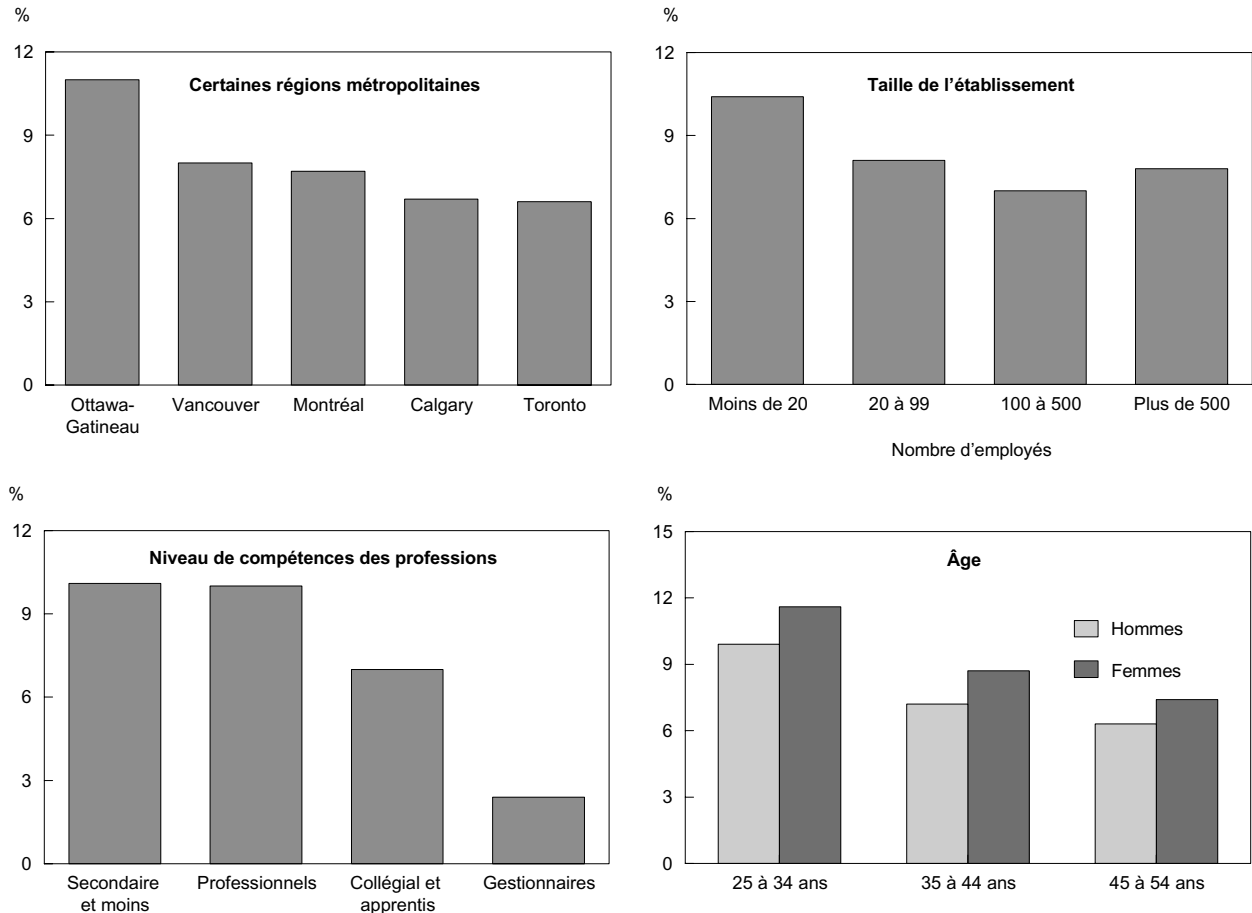 %
12
9
6
3
0
Certaines régions métropolitaines
Ottawa-
Gatineau
Vancouver
Montréal
Calgary
Toronto
%
12
9
6
3
0
Taille de l’établissement
Moins de 20
20 à 99
100 à 500
Plus de 500
Nombre d’employés
%
12
9
6
3
0
Niveau de compétences des professions
Secondaire
et moins
Professionnels
Collégial et
apprentis
Gestionnaires
%
15
12
9
6
3
0
Âge
Hommes
Femmes
25 à 34 ans
35 à 44 ans
45 à 54 ans